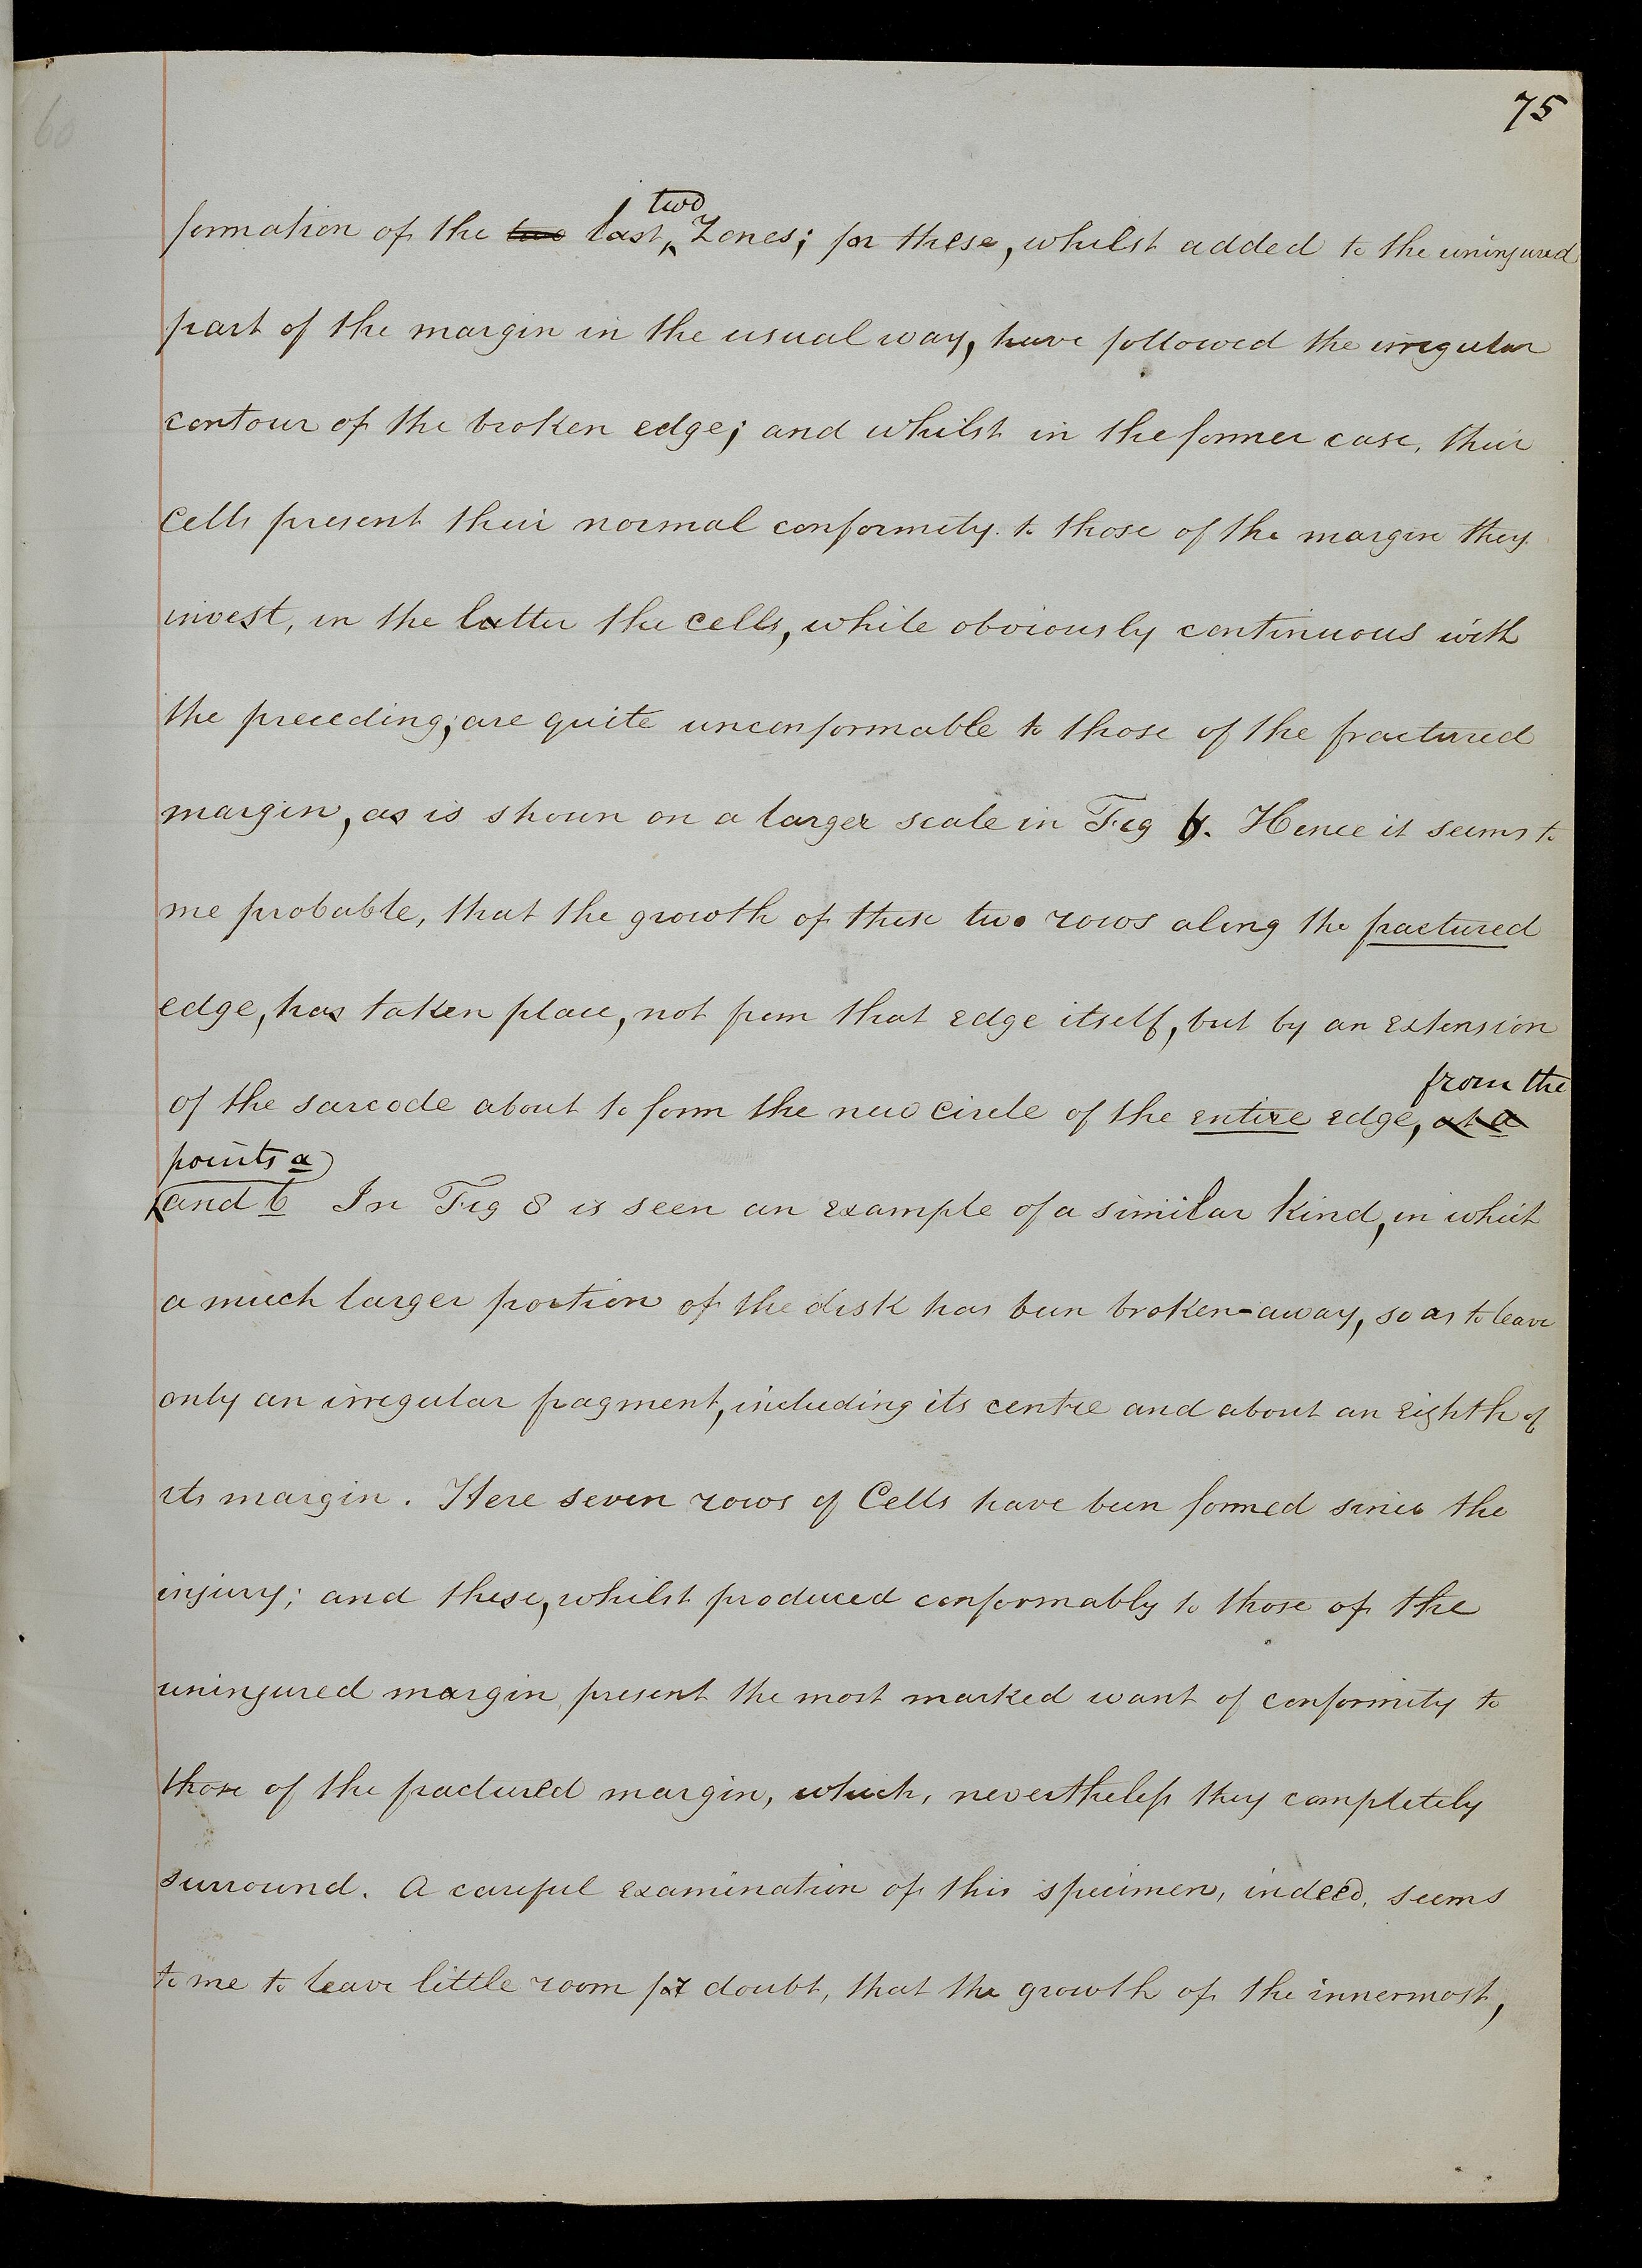 75
60
formation of the two last two Zones; for these, whilst added to the uninjured
part of the margin in the usual way, have followed the irregular
contour of the broken edge; and whilst in the former case, their
Cells present their normal conformity to those of the margin they
invest, in the latter the cells, while obviously continuous with
the preceding, are quite unconformable to those of the fractured
margin, as is shown on a larger scale in Fig Hence it seems to
me probable, that the growth of these two rows along the fractured
edge, has taken place, not from that edge itself, but by an extension
of the sarcode about to form the new circle of the entire edge, at a from the
points a
and b In Fig 8 is seen an example of a similar kind, in which
a much larger portion of the disk has been broken-away, so as to leave
only an irregular fragment, including its centre and about an eighth of
its margin. Here seven rows of Cells have been formed since the
injury; and these, whilst produced conformably to those of the
uninjured margin, present the most marked want of conformity to
those of the fractured margin, which, nevertheless they completely
surround. A careful examination of this specimen, indeed, seems
to me to leave little room for doubt, that the growth of the innermost,